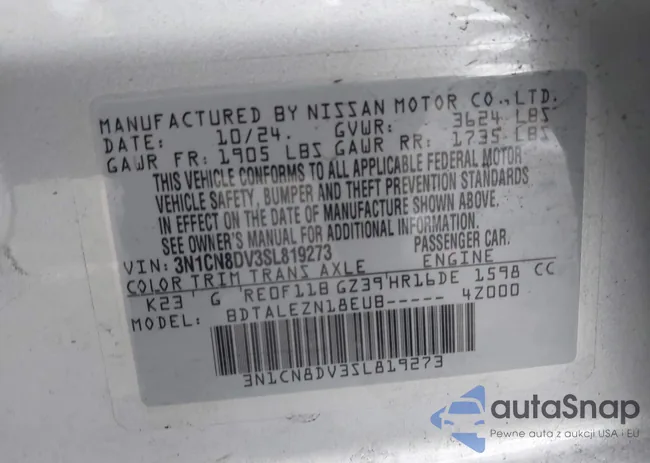 MANUFACTURED BY NISSAN MOTOR CO., LTD.
DATE: 10/24. GVWR: 3624 LBS
GAWR FR: 1905 LBS GAWR RR: 1735 LBS
THIS VEHICLE CONFORMS TO ALL APPLICABLE FEDERAL MOTOR
VEHICLE SAFETY, BUMPER AND THEFT PREVENTION STANDARDS
IN EFFECT ON THE DATE OF MANUFACTURE SHOWN ABOVE.
SEE OWNER'S MANUAL FOR ADDITIONAL INFORMATION.
VIN: 3N1CN8DV3SL819273 PASSENGER CAR.
COLOR TRIM TRANS AXLE ENGINE
K23 G RE0F11B GZ39 HR16DE 1598 CC
MODEL: BDTALEZN18EUB----- 4Z000
3N1CN8DV3SL819273
autaSnap
Pewne auta z aukcji USA i EU